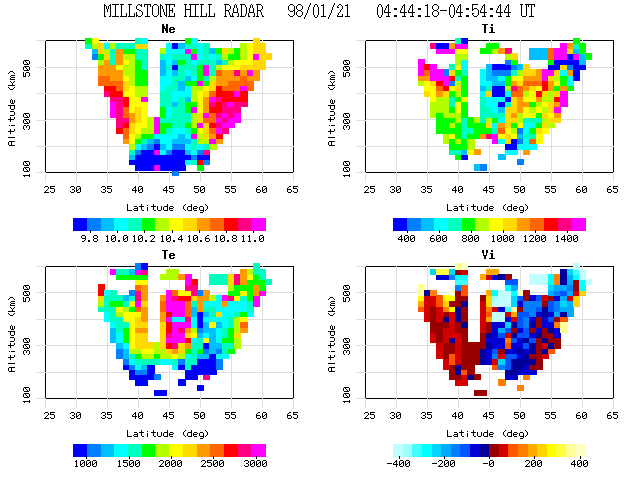 MILLSTONE HILL RADAR 98/01/21 04:44:18-04:54:44 UT
Ne
Ti
Altitude (km)
500
300
100
25 30 35 40 45 50 55 60 65
Latitude (deg)
9.8 10.0 10.2 10.4 10.6 10.8 11.0
Altitude (km)
500
300
100
25 30 35 40 45 50 55 60 65
Latitude (deg)
400 600 800 1000 1200 1400
Te
Vi
Altitude (km)
500
300
100
25 30 35 40 45 50 55 60 65
Latitude (deg)
1000 1500 2000 2500 3000
Altitude (km)
500
300
100
25 30 35 40 45 50 55 60 65
Latitude (deg)
-400 -200 -0 200 400